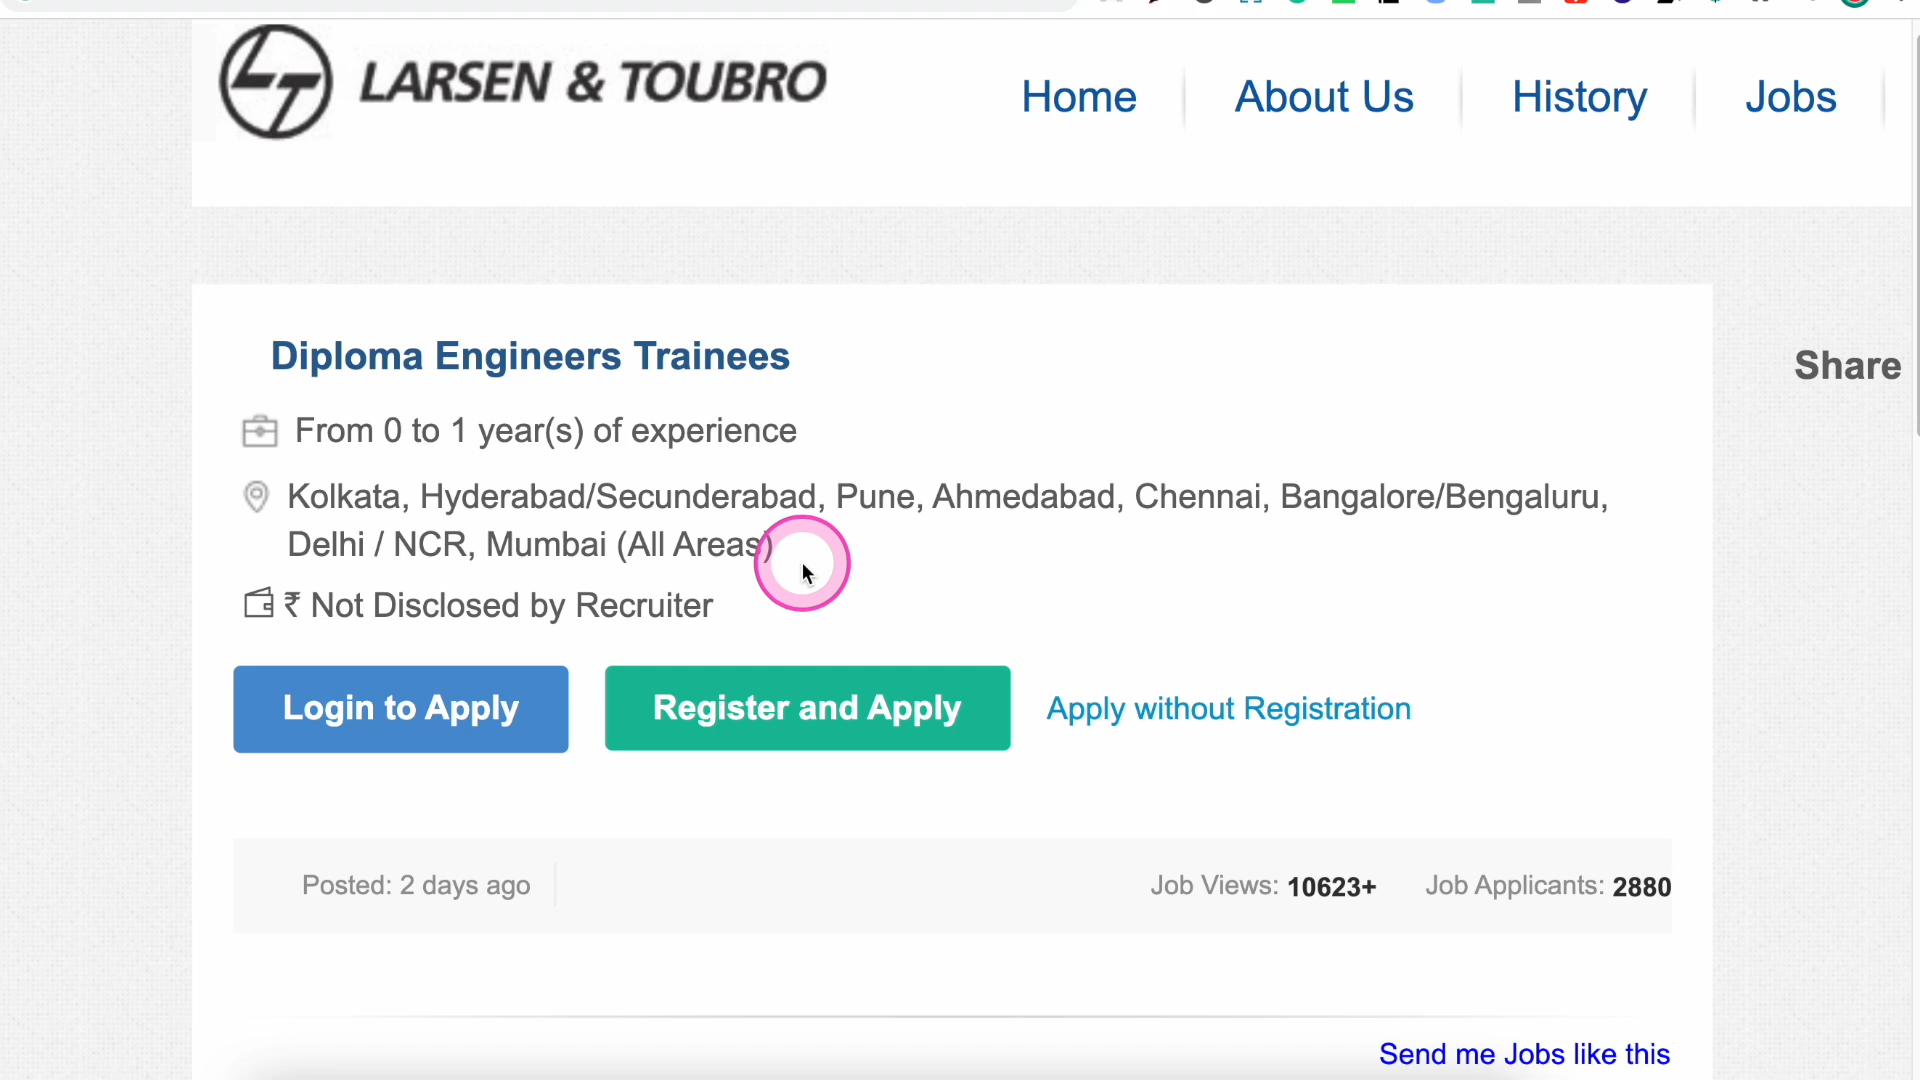 LARSEN & TOUBRO
Home
About Us
History
Jobs
Diploma Engineers Trainees
Share
From 0 to 1 year(s) of experience
Kolkata, Hyderabad/Secunderabad, Pune, Ahmedabad, Chennai, Bangalore/Bengaluru,
Delhi / NCR, Mumbai (All Areas)
₹ Not Disclosed by Recruiter
Login to Apply
Register and Apply
Apply without Registration
Posted: 2 days ago
Job Views: 10623+
Job Applicants: 2880
Send me Jobs like this